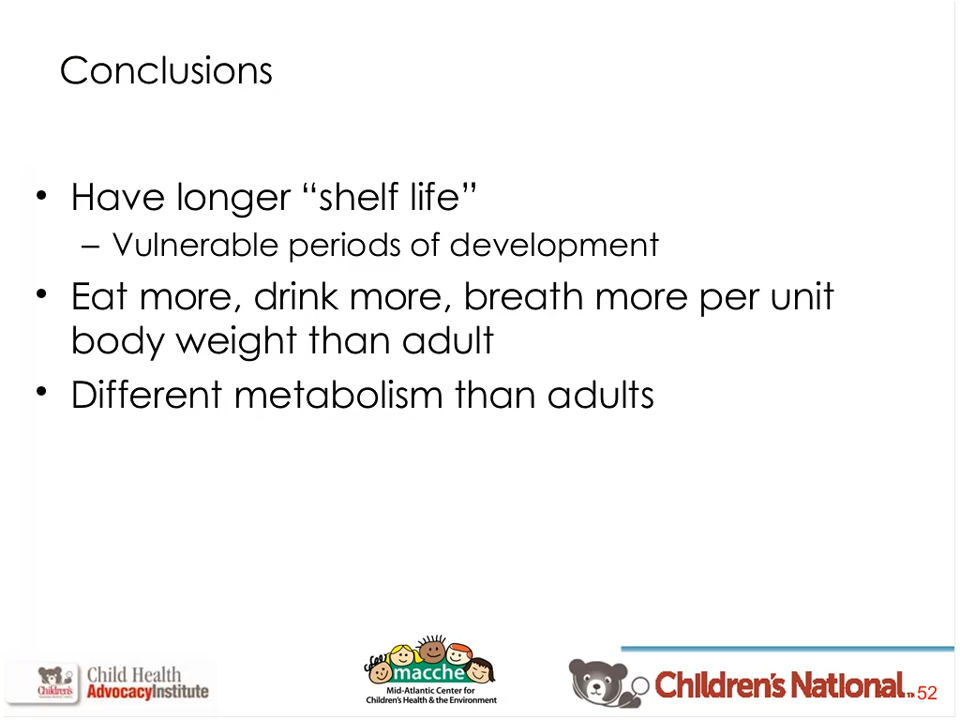 Conclusions
• Have longer “shelf life”
– Vulnerable periods of development
• Eat more, drink more, breath more per unit
body weight than adult
• Different metabolism than adults
Children's
Child Health
AdvocacyInstitute
macche
Mid-Atlantic Center for
Children's Health & the Environment
Children's National™
52